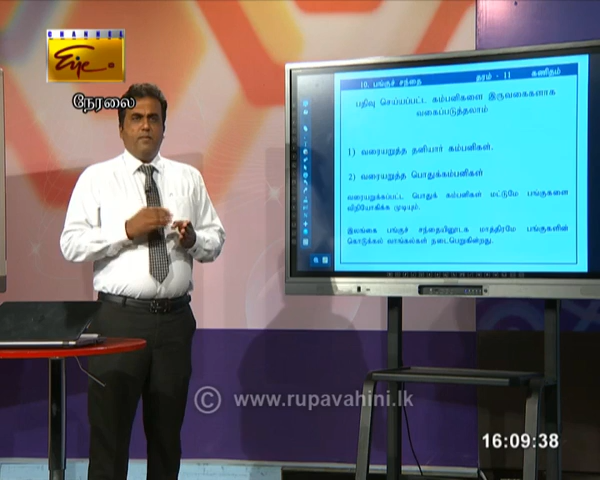 CHANNEL
Eye
நேரலை
10. பங்குச் சந்தை தரம் - 11 கணிதம்
பதிவு செய்யப்பட்ட கம்பனிகளை இருவகைகளாக
வகைப்படுத்தலாம்
1) வரையறுத்த தனியார் கம்பனிகள்.
2) வரையறுத்த பொதுக்கம்பனிகள்
வரையறுக்கப்பட்ட பொதுக் கம்பனிகள் மட்டுமே பங்குகளை
விநியோகிக்க முடியும்.
இலங்கை பங்குச் சந்தையினூடக மாத்திரமே பங்குகளின்
கொடுக்கல் வாங்கல்கள் நடைபெறுகிறது.
© www.rupavahini.lk
16:09:38